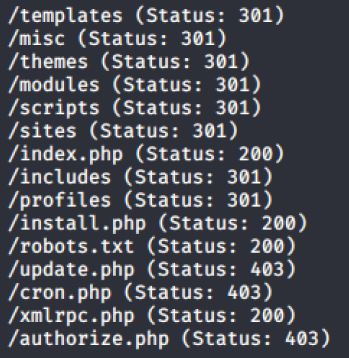 /templates (Status: 301)
/misc (Status: 301)
/themes (Status: 301)
/modules (Status: 301)
/scripts (Status: 301)
/sites (Status: 301)
/index.php (Status: 200)
/includes (Status: 301)
/profiles (Status: 301)
/install.php (Status: 200)
/robots.txt (Status: 200)
/update.php (Status: 403)
/cron.php (Status: 403)
/xmlrpc.php (Status: 200)
/authorize.php (Status: 403)